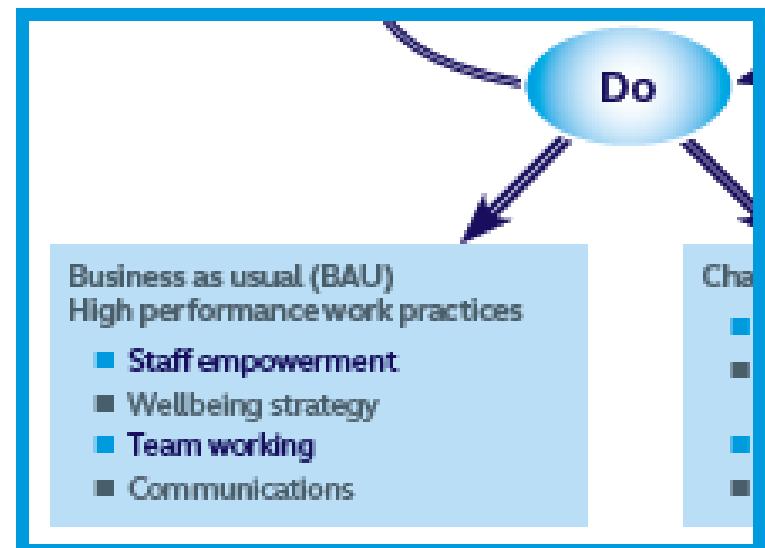 Do
Business as usual (BAU)
High performance work practices
Staff empowerment
Wellbeing strategy
Team working
Communications
Cha